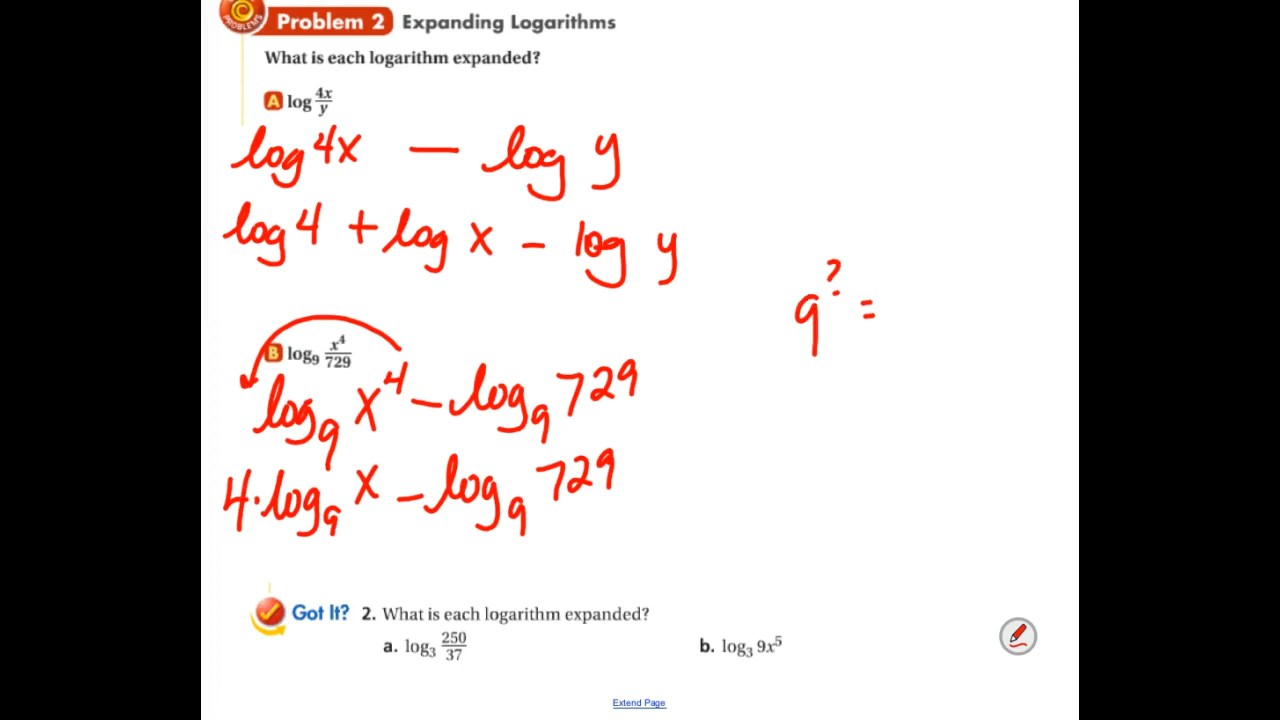 PROBLEMS
Problem 2 Expanding Logarithms
What is each logarithm expanded?
A log 4x/y
log 4x − log y
log 4 + log x − log y
9^? =
B log₉ x⁴/729
log₉ x⁴ − log₉ 729
4·log₉ x − log₉ 729
Got It? 2. What is each logarithm expanded?
a. log₃ 250/37 b. log₃ 9x⁵
Extend Page